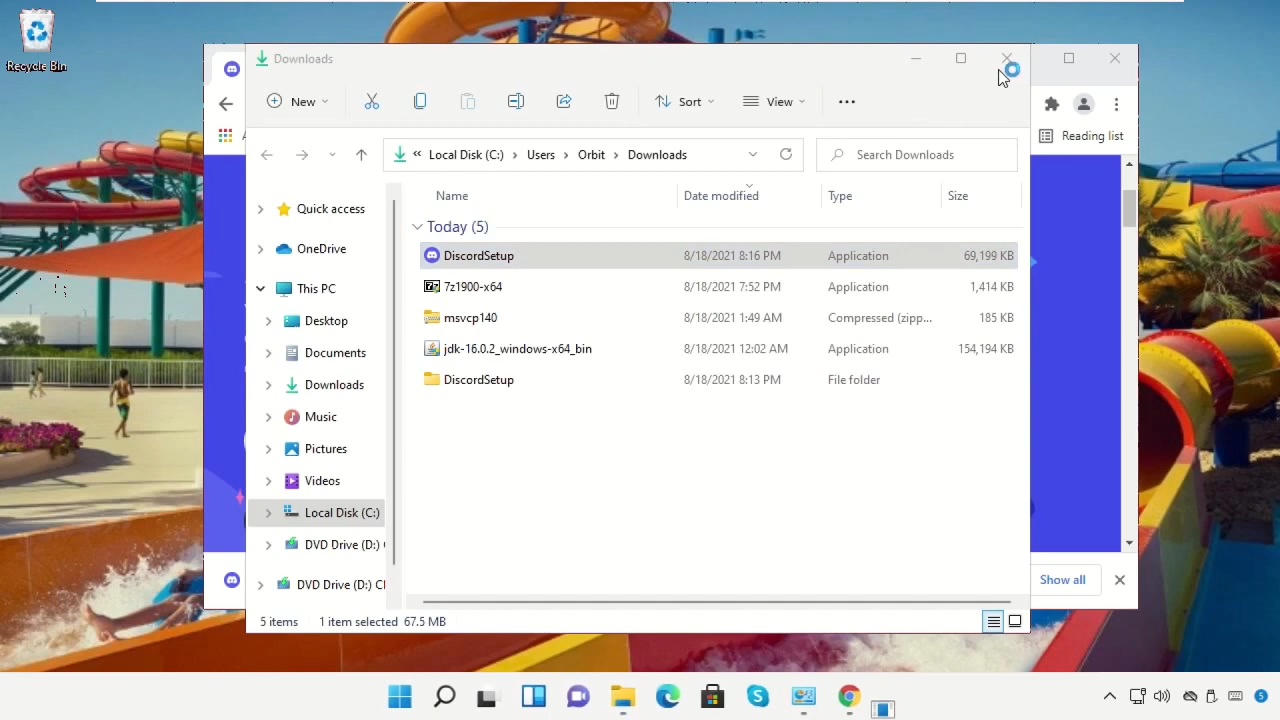 Recycle Bin
Downloads
New
Sort
View
Reading list
Local Disk (C:)
Users
Orbit
Downloads
Search Downloads
Name
Date modified
Type
Size
Quick access
OneDrive
This PC
Desktop
Documents
Downloads
Music
Pictures
Videos
Local Disk (C:)
DVD Drive (D:) (
DVD Drive (D:) C
Today (5)
DiscordSetup 8/18/2021 8:16 PM Application 69,199 KB
7z1900-x64 8/18/2021 7:52 PM Application 1,414 KB
msvcp140 8/18/2021 1:49 AM Compressed (zipp... 185 KB
jdk-16.0.2_windows-x64_bin 8/18/2021 12:02 AM Application 154,194 KB
DiscordSetup 8/18/2021 8:13 PM File folder
Show all
5 items 1 item selected 67.5 MB
5